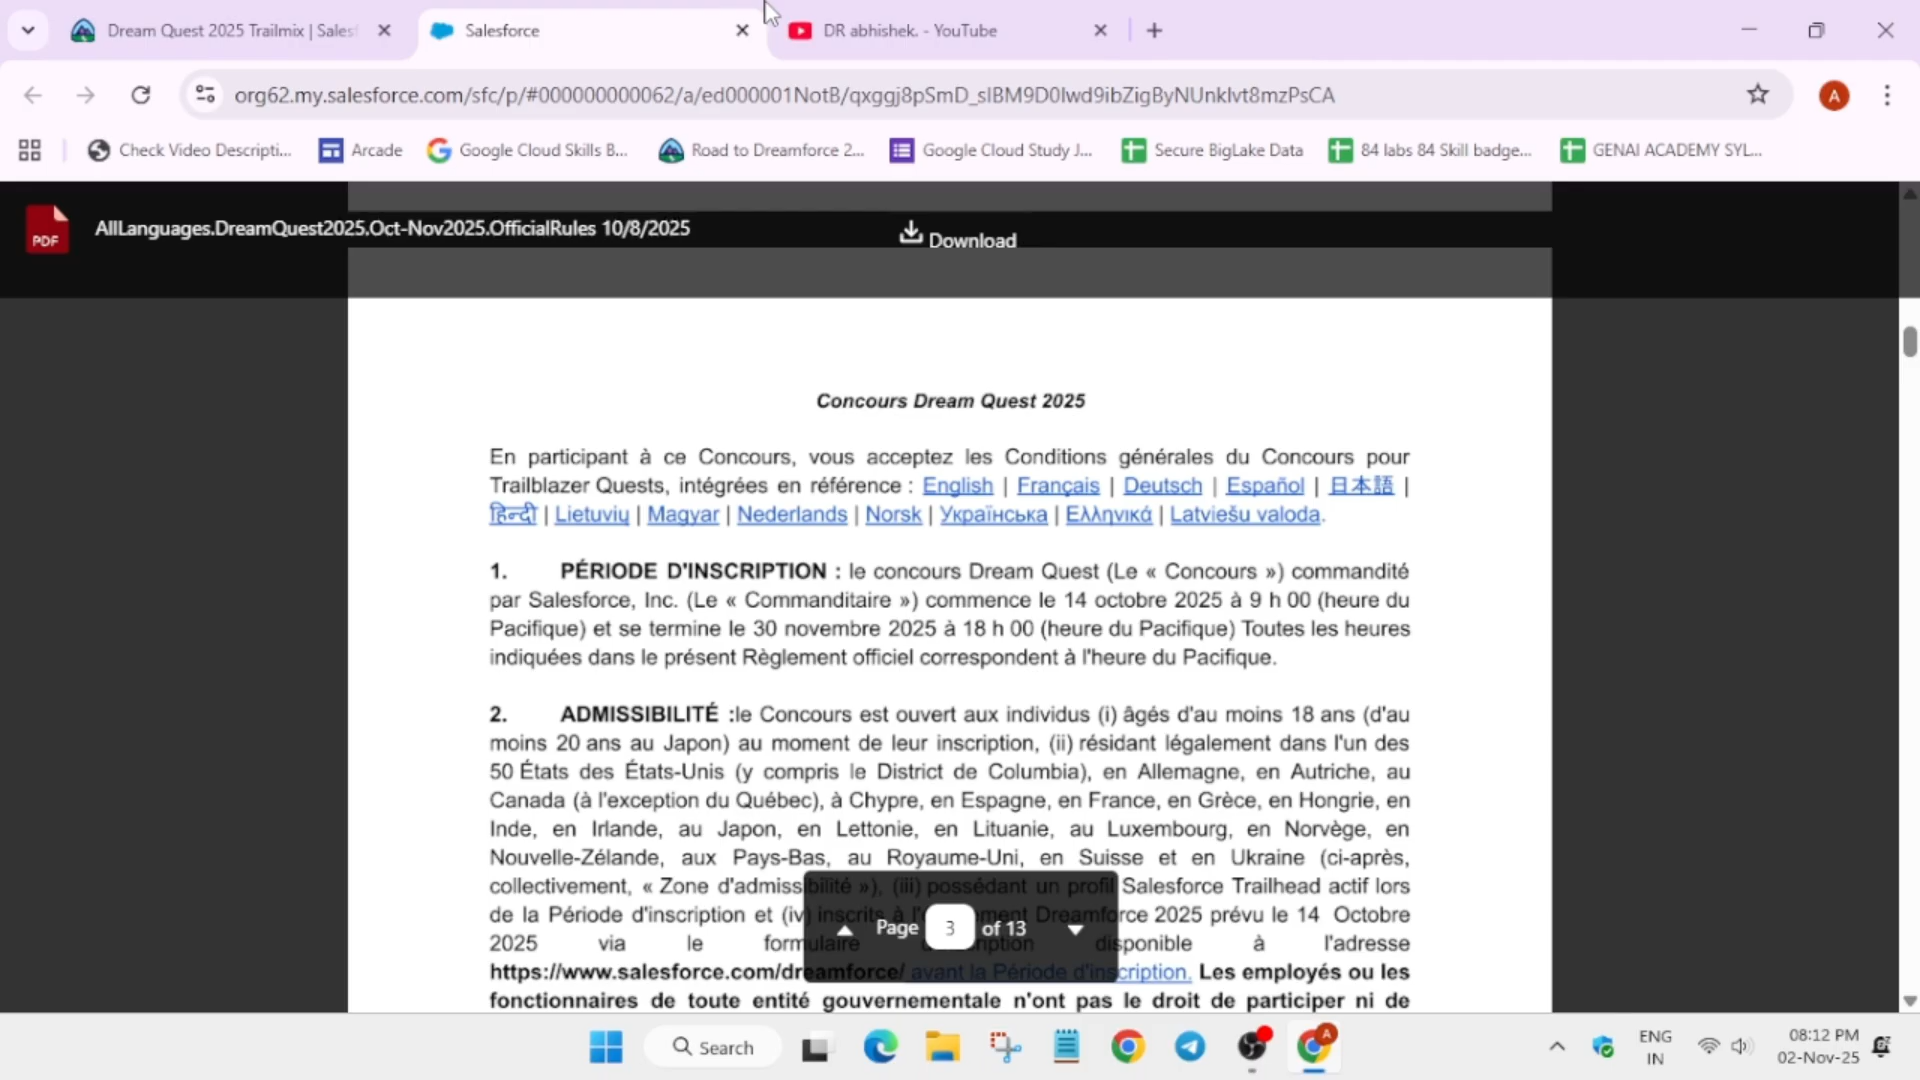 Dream Quest 2025 Trailmix | Sales
Salesforce
DR abhishek. - YouTube
org62.my.salesforce.com/sfc/p/#000000000062/a/ed000001NotB/qxggj8pSmD_slBM9D0Iwd9ibZigByNUnklvt8mzPsCA
A
Check Video Descripti...
Arcade
Google Cloud Skills B...
Road to Dreamforce 2...
Google Cloud Study J...
Secure BigLake Data
84 labs 84 Skill badge...
GENAI ACADEMY SYL...
PDF
AllLanguages.DreamQuest2025.Oct-Nov2025.OfficialRules 10/8/2025
Download
Concours Dream Quest 2025
En participant à ce Concours, vous acceptez les Conditions générales du Concours pour
Trailblazer Quests, intégrées en référence : English | Français | Deutsch | Español | 日本語 |
हिन्दी | Lietuvių | Magyar | Nederlands | Norsk | Українська | Ελληνικά | Latviešu valoda.
1. PÉRIODE D'INSCRIPTION : le concours Dream Quest (Le « Concours ») commandité
par Salesforce, Inc. (Le « Commanditaire ») commence le 14 octobre 2025 à 9 h 00 (heure du
Pacifique) et se termine le 30 novembre 2025 à 18 h 00 (heure du Pacifique) Toutes les heures
indiquées dans le présent Règlement officiel correspondent à l'heure du Pacifique.
2. ADMISSIBILITÉ :le Concours est ouvert aux individus (i) âgés d'au moins 18 ans (d'au
moins 20 ans au Japon) au moment de leur inscription, (ii) résidant légalement dans l'un des
50 États des États-Unis (y compris le District de Columbia), en Allemagne, en Autriche, au
Canada (à l'exception du Québec), à Chypre, en Espagne, en France, en Grèce, en Hongrie, en
Inde, en Irlande, au Japon, en Lettonie, en Lituanie, au Luxembourg, en Norvège, en
Nouvelle-Zélande, aux Pays-Bas, au Royaume-Uni, en Suisse et en Ukraine (ci-après,
collectivement, « Zone d'admissibilité »), (iii) possédant un profil Salesforce Trailhead actif lors
de la Période d'inscription et (iv) inscrits à l' Dreamforce 2025 prévu le 14 Octobre
2025 via le formulaire disponible à l'adresse
https://www.salesforce.com/dreamforce/ avant la Période d'inscription. Les employés ou les
fonctionnaires de toute entité gouvernementale n'ont pas le droit de participer ni de
Page 3 of 13
Search
A
ENG
IN
08:12 PM
02-Nov-25